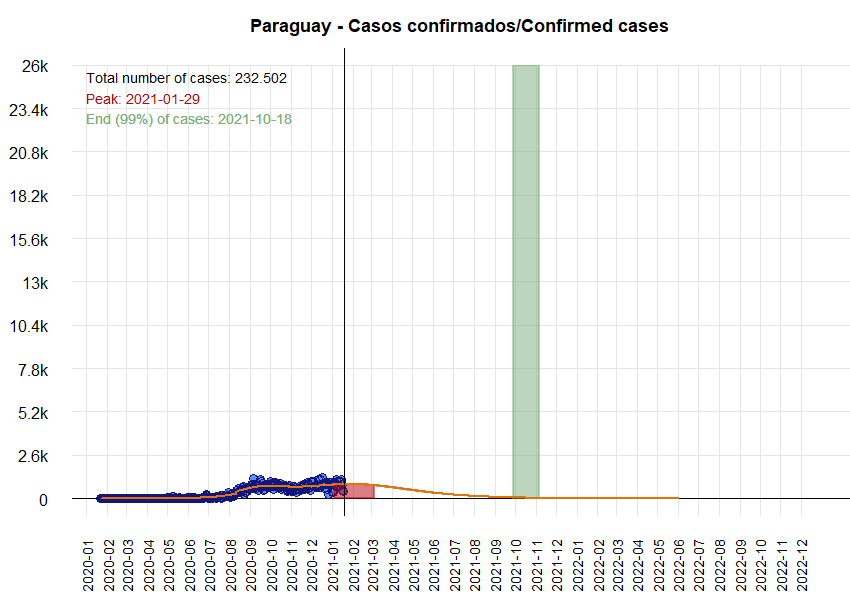 Paraguay - Casos confirmados/Confirmed cases
Total number of cases: 232.502
Peak: 2021-01-29
End (99%) of cases: 2021-10-18
26k
23.4k
20.8k
18.2k
15.6k
13k
10.4k
7.8k
5.2k
2.6k
0
2020-01
2020-02
2020-03
2020-04
2020-05
2020-06
2020-07
2020-08
2020-09
2020-10
2020-11
2020-12
2021-01
2021-02
2021-03
2021-04
2021-05
2021-06
2021-07
2021-08
2021-09
2021-10
2021-11
2021-12
2022-01
2022-02
2022-03
2022-04
2022-05
2022-06
2022-07
2022-08
2022-09
2022-10
2022-11
2022-12